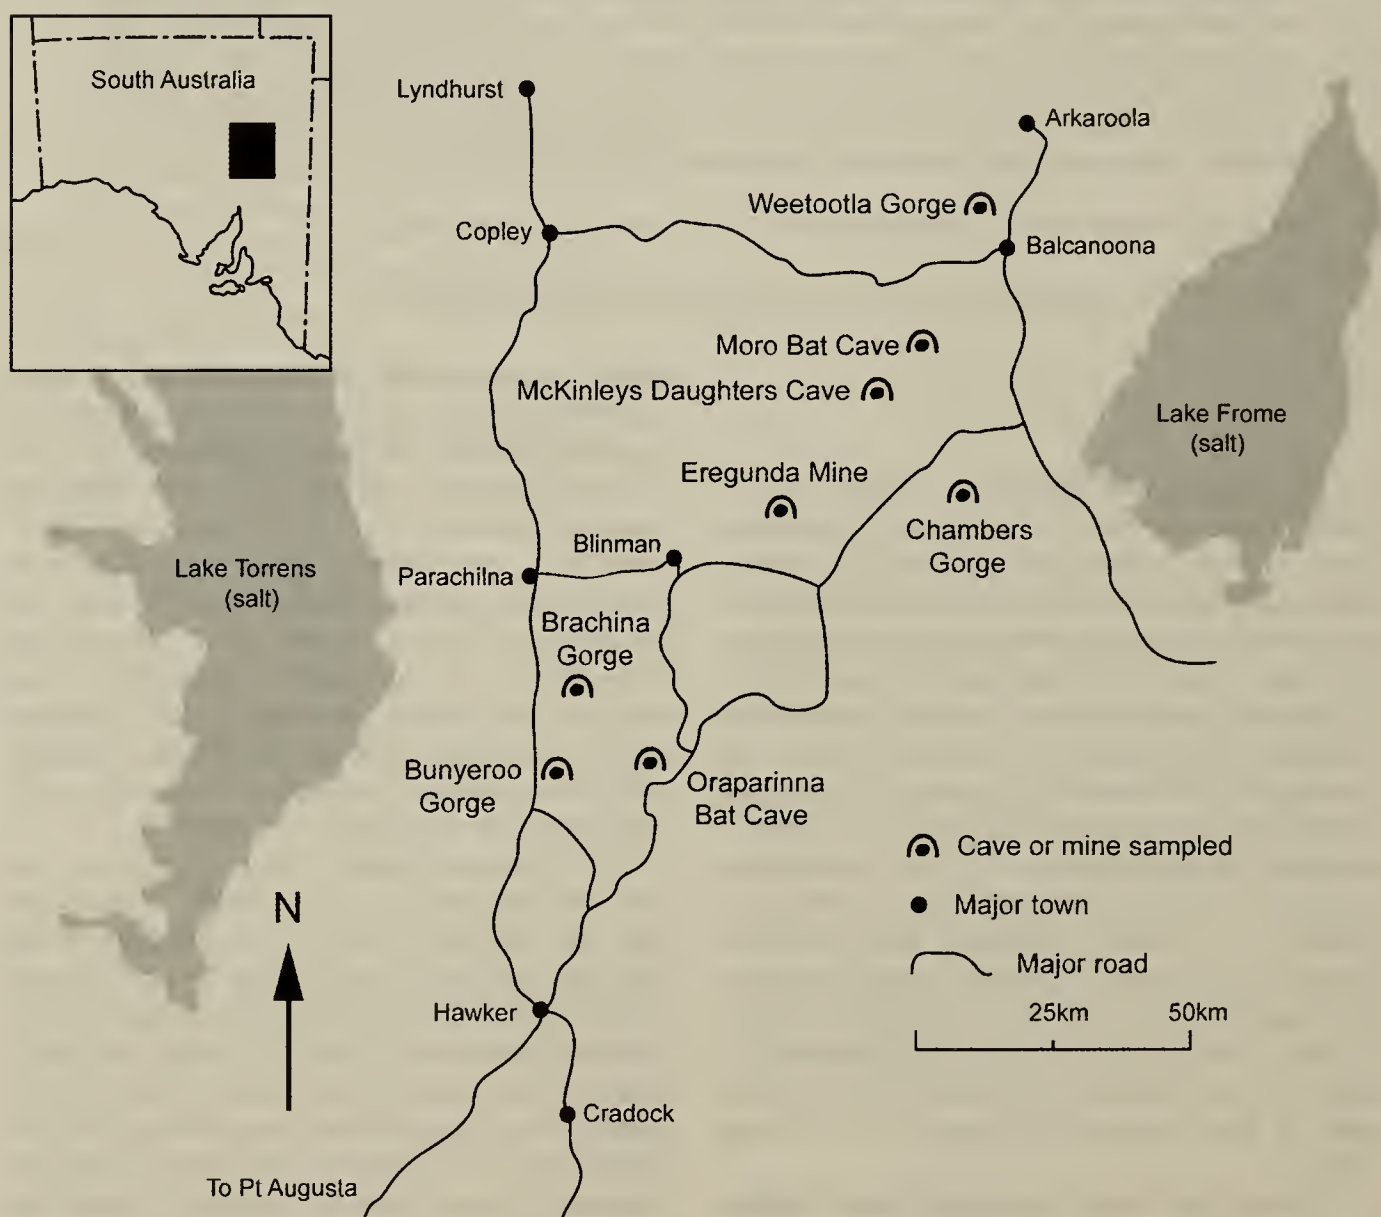 South Australia
Lyndhurst
Arkaroola
Weetootla Gorge
Copley
Balcanoona
Moro Bat Cave
McKinleys Daughters Cave
Lake Frome
(salt)
Eregunda Mine
Chambers
Gorge
Blinman
Lake Torrens
(salt)
Parachilna
Brachina
Gorge
Bunyeroo
Gorge
Oraparinna
Bat Cave
Cave or mine sampled
N
Major town
Major road
Hawker
25km
50km
Cradock
To Pt Augusta